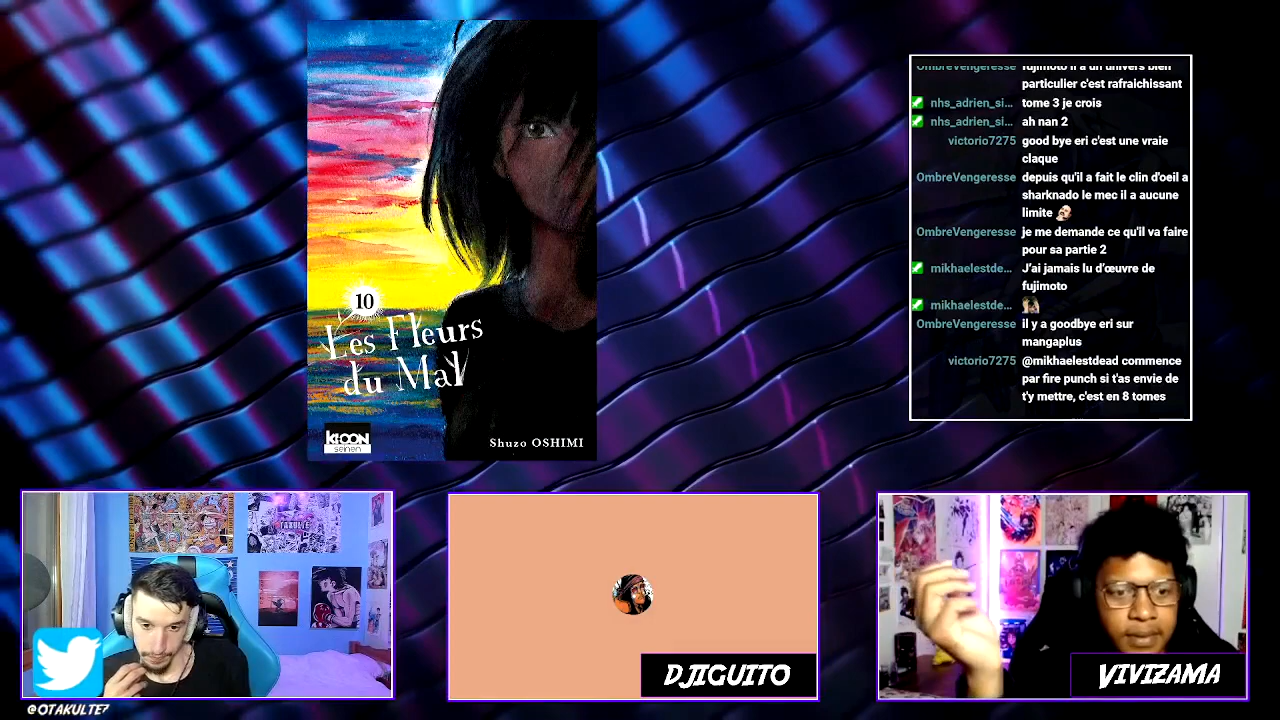 10
Les Fleurs
du Mal
KI-OON
seinen
Shuzo OSHIMI
OmbreVengeresse fujimoto il a un univers bien
particulier c'est rafraichissant
nhs_adrien_si... tome 3 je crois
nhs_adrien_si... ah nan 2
victorio7275 good bye eri c'est une vraie
claque
OmbreVengeresse depuis qu'il a fait le clin d'oeil a
sharknado le mec il a aucune
limite
OmbreVengeresse je me demande ce qu'il va faire
pour sa partie 2
mikhaelestde... J'ai jamais lu d'œuvre de
fujimoto
mikhaelestde...
OmbreVengeresse il y a goodbye eri sur
mangaplus
victorio7275 @mikhaelestdead commence
par fire punch si t'as envie de
t'y mettre, c'est en 8 tomes
@OTAKULTE7
DJIGUITO
VIVIZAMA